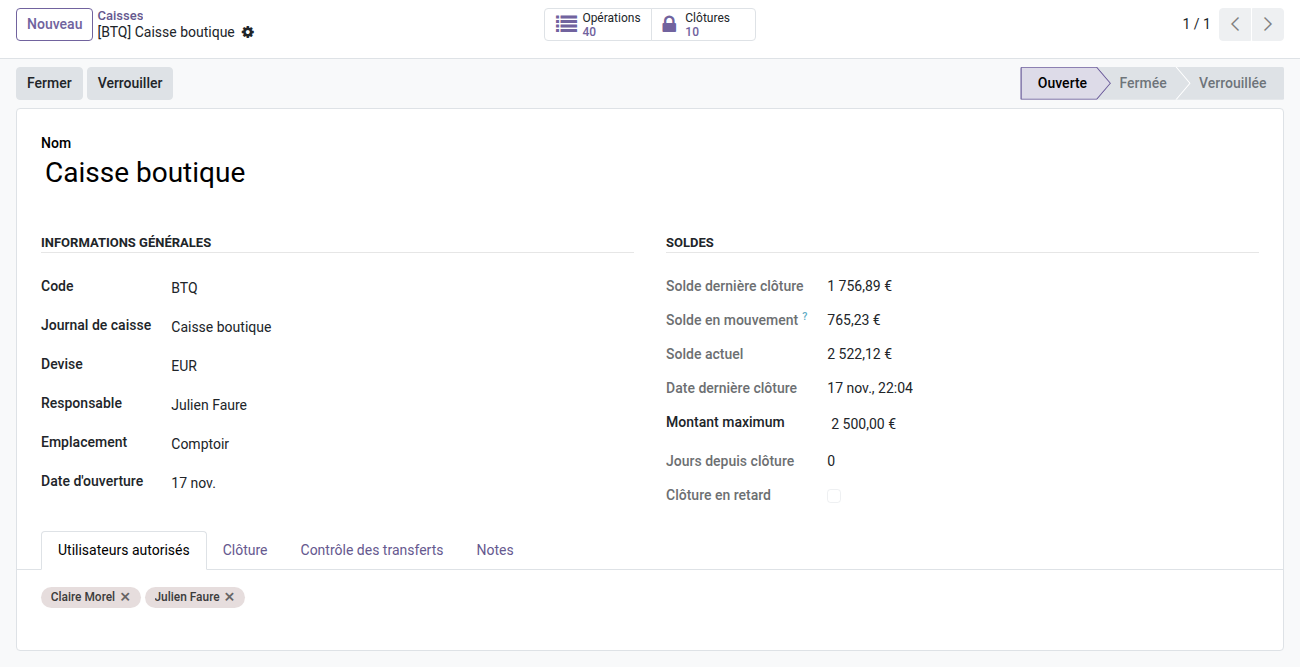 Nouveau
Caisses
[BTQ] Caisse boutique
Opérations
40
Clôtures
10
1 / 1
Fermer
Verrouiller
Ouverte
Fermée
Verrouillée
Nom
Caisse boutique
INFORMATIONS GÉNÉRALES
Code BTQ
Journal de caisse Caisse boutique
Devise EUR
Responsable Julien Faure
Emplacement Comptoir
Date d'ouverture 17 nov.
SOLDES
Solde dernière clôture 1 756,89 €
Solde en mouvement ? 765,23 €
Solde actuel 2 522,12 €
Date dernière clôture 17 nov., 22:04
Montant maximum 2 500,00 €
Jours depuis clôture 0
Clôture en retard
Utilisateurs autorisés
Clôture
Contrôle des transferts
Notes
Claire Morel ×
Julien Faure ×